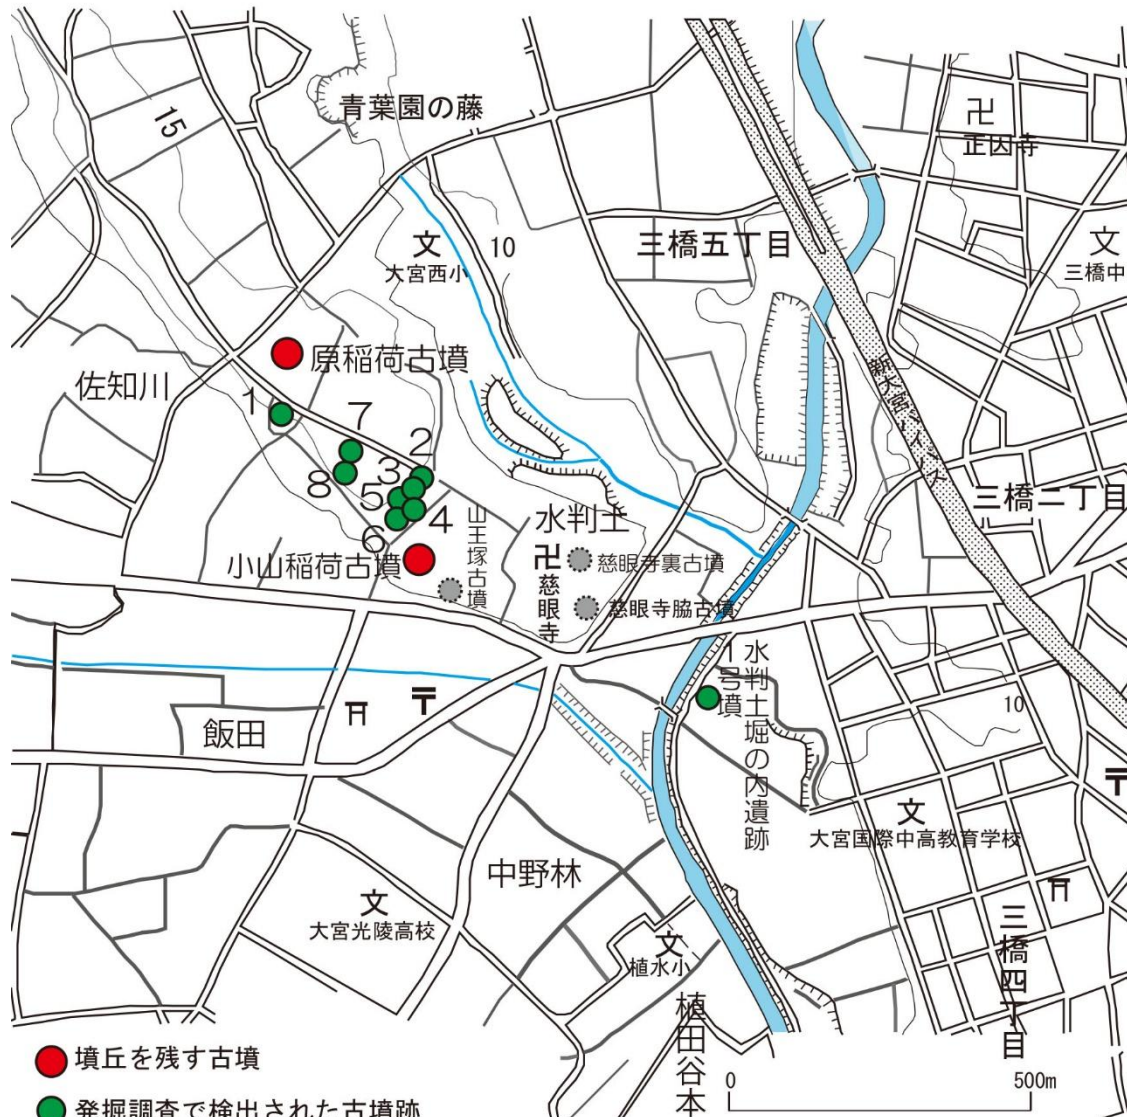 青葉園の藤
15
卍
正因寺
文
大宮西小
10
三橋五丁目
文
三橋中
原稲荷古墳
佐知川
1
7
2
3
8
5
4
6
新大宮バイパス
三橋二丁目
山王塚古墳
水判土
卍慈眼寺
慈眼寺裏古墳
小山稲荷古墳
慈眼寺脇古墳
水判土堀の内遺跡
1号墳
10
飯田
〒
〒
文
大宮国際中高教育学校
中野林
文
大宮光陵高校
文
植水小
三橋四丁目
植田谷本
墳丘を残す古墳
発掘調査で検出された古墳跡
0
500m